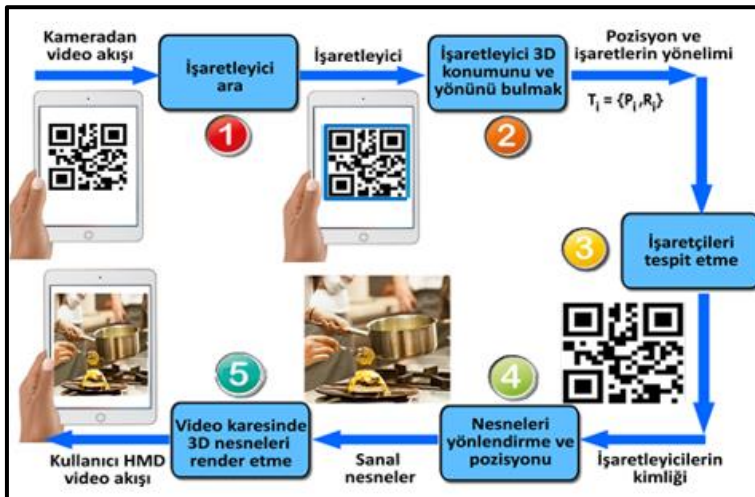 Kameradan
video akışı
İşaretleyici
ara
1
İşaretleyici
İşaretleyici 3D
konumunu ve
yönünü bulmak
2
Pozisyon ve
işaretlerin yönelimi
Ti = {Pi ,Ri}
3
İşaretçileri
tespit etme
5
4
Video karesinde
3D nesneleri
render etme
Nesneleri
yönlendirme ve
pozisyonu
Kullanıcı HMD
video akışı
Sanal
nesneler
İşaretleyicilerin
kimliği